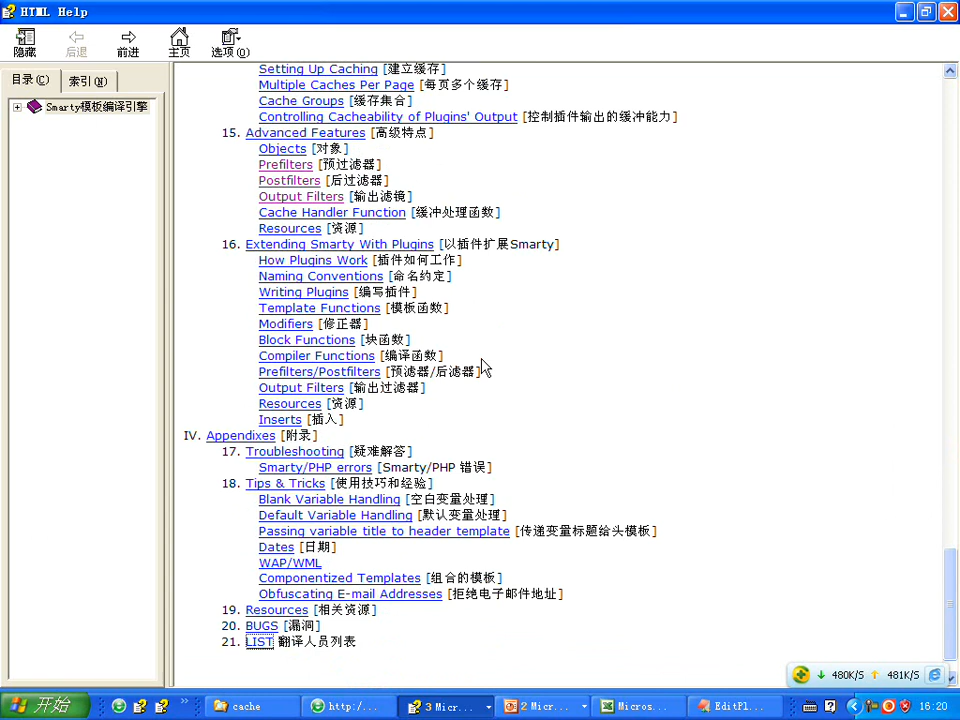 HTML Help
隐藏 后退 前进 主页 选项(O)
目录(C) 索引(N)
Smarty模板编译引擎
Setting Up Caching [建立缓存]
Multiple Caches Per Page [每页多个缓存]
Cache Groups [缓存集合]
Controlling Cacheability of Plugins' Output [控制插件输出的缓冲能力]
15. Advanced Features [高级特点]
Objects [对象]
Prefilters [预过滤器]
Postfilters [后过滤器]
Output Filters [输出滤镜]
Cache Handler Function [缓冲处理函数]
Resources [资源]
16. Extending Smarty With Plugins [以插件扩展Smarty]
How Plugins Work [插件如何工作]
Naming Conventions [命名约定]
Writing Plugins [编写插件]
Template Functions [模板函数]
Modifiers [修正器]
Block Functions [块函数]
Compiler Functions [编译函数]
Prefilters/Postfilters [预滤器/后滤器]
Output Filters [输出过滤器]
Resources [资源]
Inserts [插入]
IV. Appendixes [附录]
17. Troubleshooting [疑难解答]
Smarty/PHP errors [Smarty/PHP 错误]
18. Tips & Tricks [使用技巧和经验]
Blank Variable Handling [空白变量处理]
Default Variable Handling [默认变量处理]
Passing variable title to header template [传递变量标题给头模板]
Dates [日期]
WAP/WML
Componentized Templates [组合的模板]
Obfuscating E-mail Addresses [拒绝电子邮件地址]
19. Resources [相关资源]
20. BUGS [漏洞]
21. LIST 翻译人员列表
480K/S 481K/S
开始 cache http:/... 3 Micr... 2 Micr... Micros... EditPl... 16:20